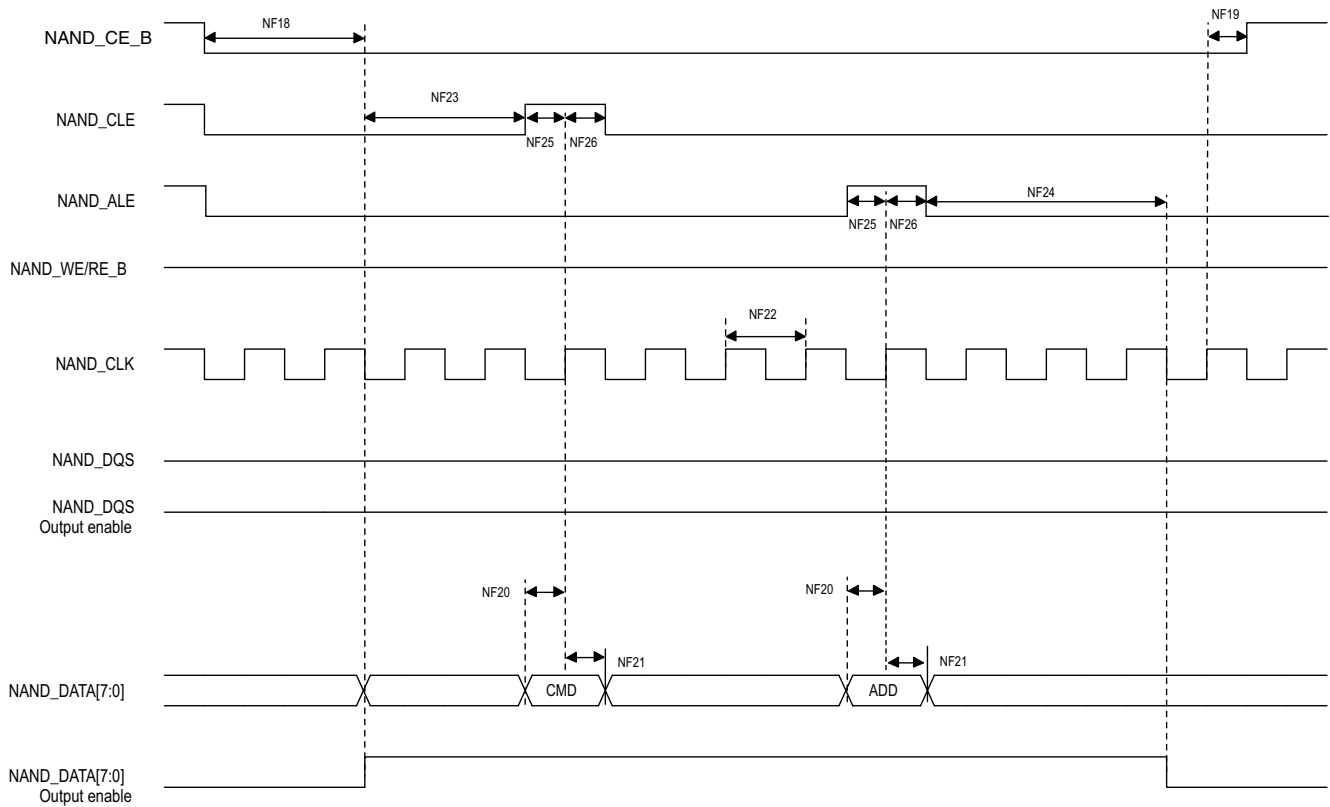 NF18
NF19
NAND_CE_B
NF23
NAND_CLE
NF25 NF26
NF24
NAND_ALE
NF25 NF26
NAND_WE/RE_B
NF22
NAND_CLK
NAND_DQS
NAND_DQS
Output enable
NF20
NF20
NF21
NF21
NAND_DATA[7:0]
CMD
ADD
NAND_DATA[7:0]
Output enable